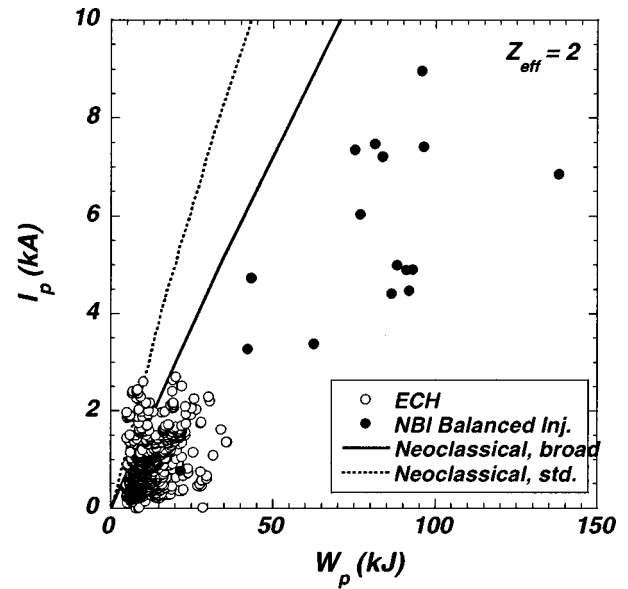 10
Z_eff = 2
8
6
4
2
0
I_p (kA)
ECH
NBI Balanced Inj.
Neoclassical, broad
Neoclassical, std.
0 50 100 150
W_p (kJ)